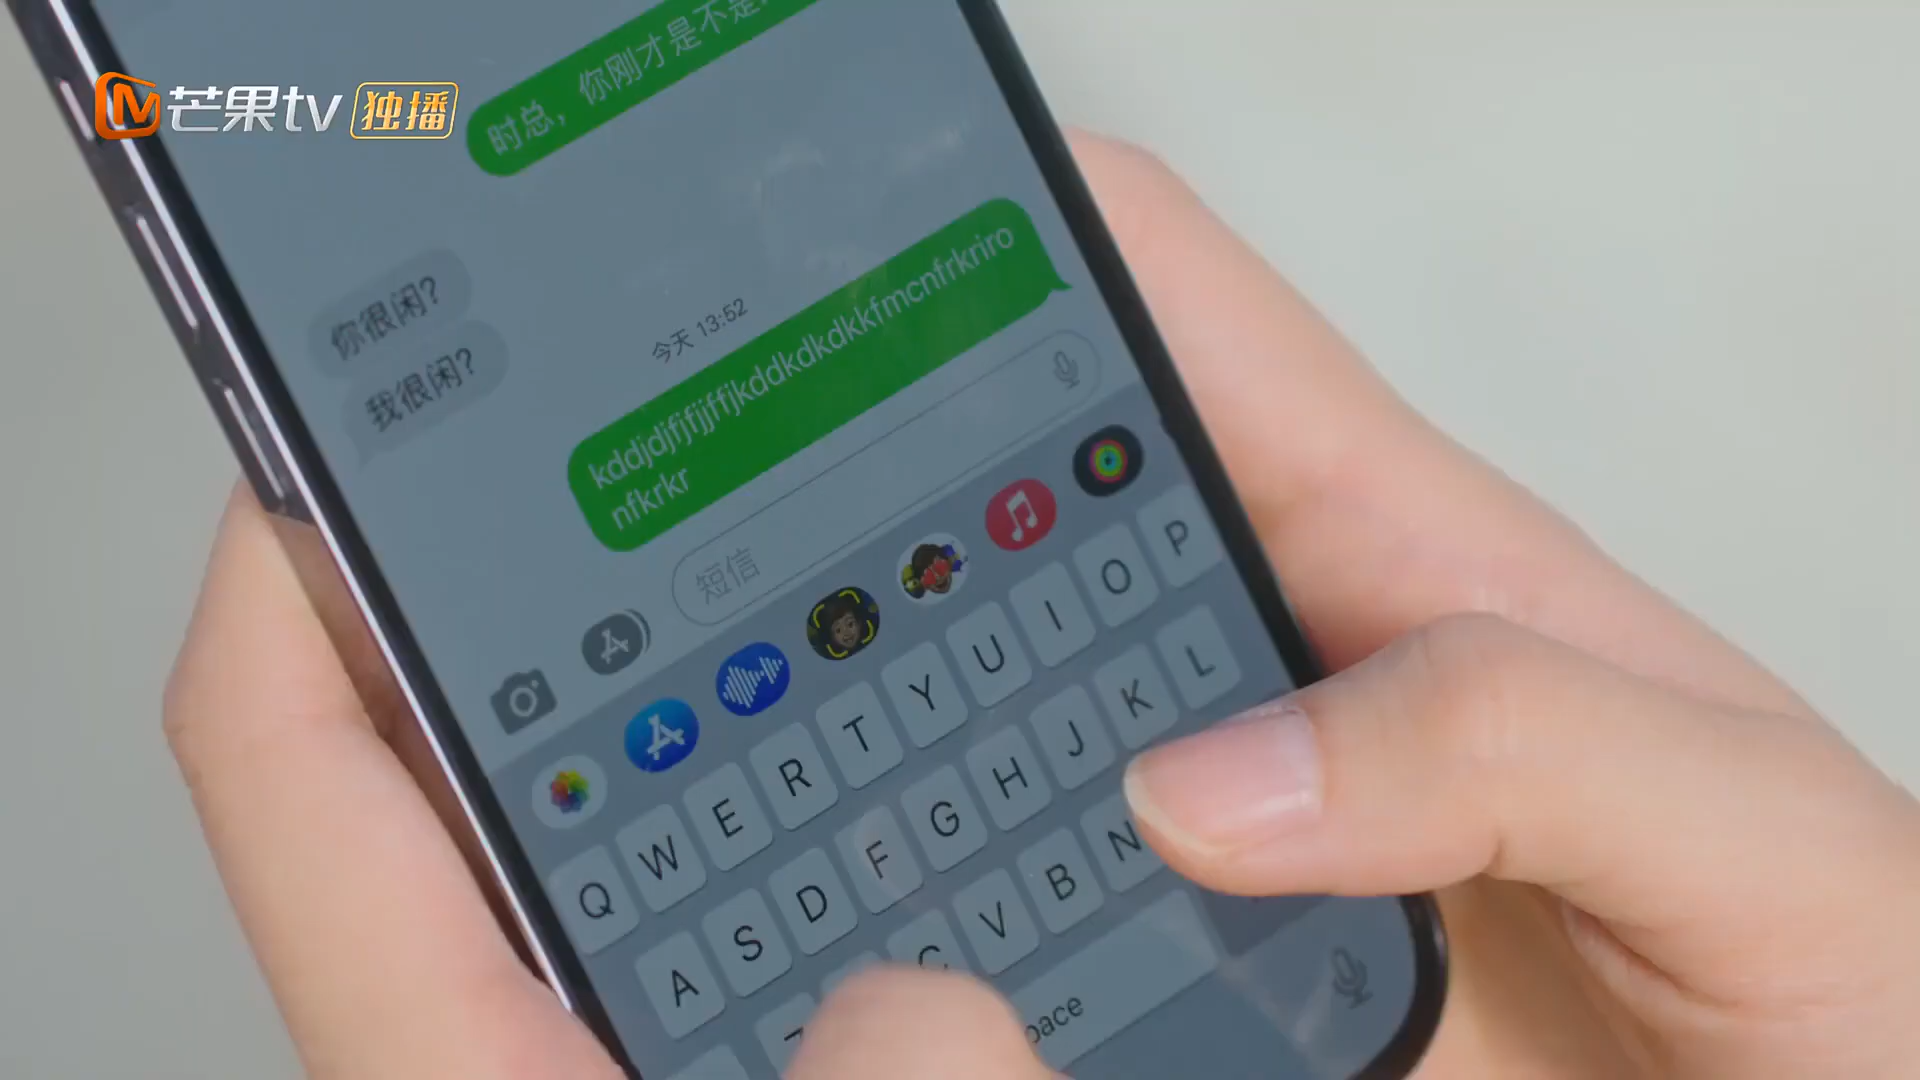 芒果tv 独播
时总，你刚才是不是
你很闲？
我很闲？
今天 13:52
kddjdjfjfjjffjkddkdkdkkfmcnfrkriro
nfkrkr
短信
Q W E R T Y U I O P
A S D F G H J K L
Z C V B N
pace